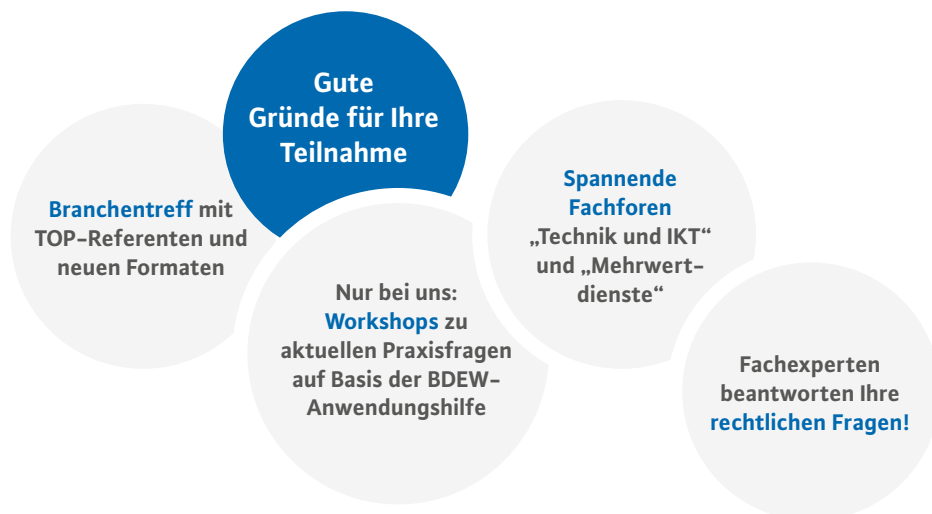 Gute
Gründe für Ihre
Teilnahme
Branchentreff mit
TOP-Referenten und
neuen Formaten
Nur bei uns:
Workshops zu
aktuellen Praxisfragen
auf Basis der BDEW-
Anwendungshilfe
Spannende
Fachforen
„Technik und IKT“
und „Mehrwert-
dienste“
Fachexperten
beantworten Ihre
rechtlichen Fragen!